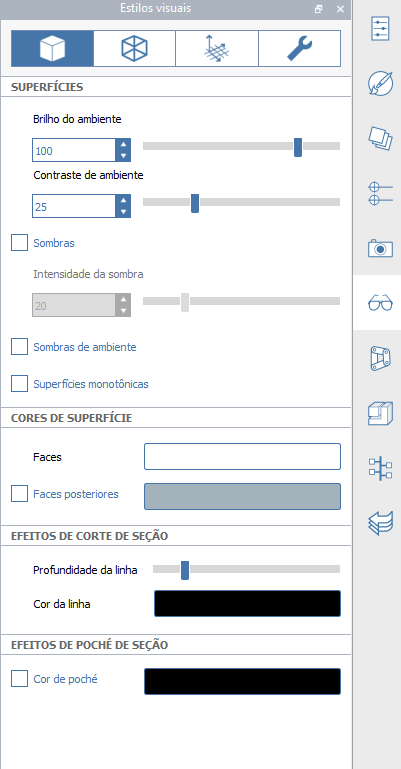 Estilos visuais
SUPERFÍCIES
Brilho do ambiente
100
Contraste de ambiente
25
Sombras
Intensidade da sombra
20
Sombras de ambiente
Superfícies monotônicas
CORES DE SUPERFÍCIE
Faces
Faces posteriores
EFEITOS DE CORTE DE SEÇÃO
Profundidade da linha
Cor da linha
EFEITOS DE POCHÉ DE SEÇÃO
Cor de poché